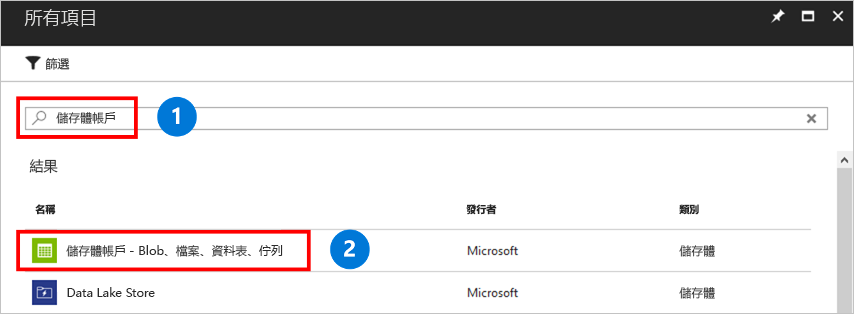 所有項目
篩選
儲存體帳戶
1
結果
名稱 發行者 類別
儲存體帳戶 - Blob、檔案、資料表、佇列 2 Microsoft 儲存體
Data Lake Store Microsoft 儲存體